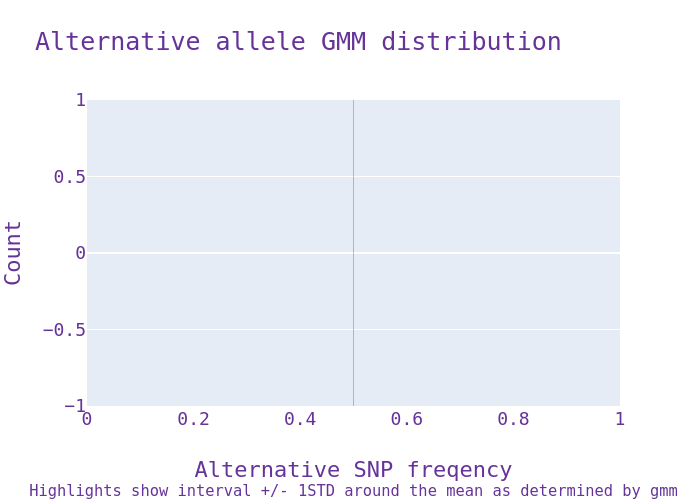 Alternative allele GMM distribution
1
0.5
0
−0.5
−1
Count
0 0.2 0.4 0.6 0.8 1
Alternative SNP freqency
Highlights show interval +/- 1STD around the mean as determined by gmm